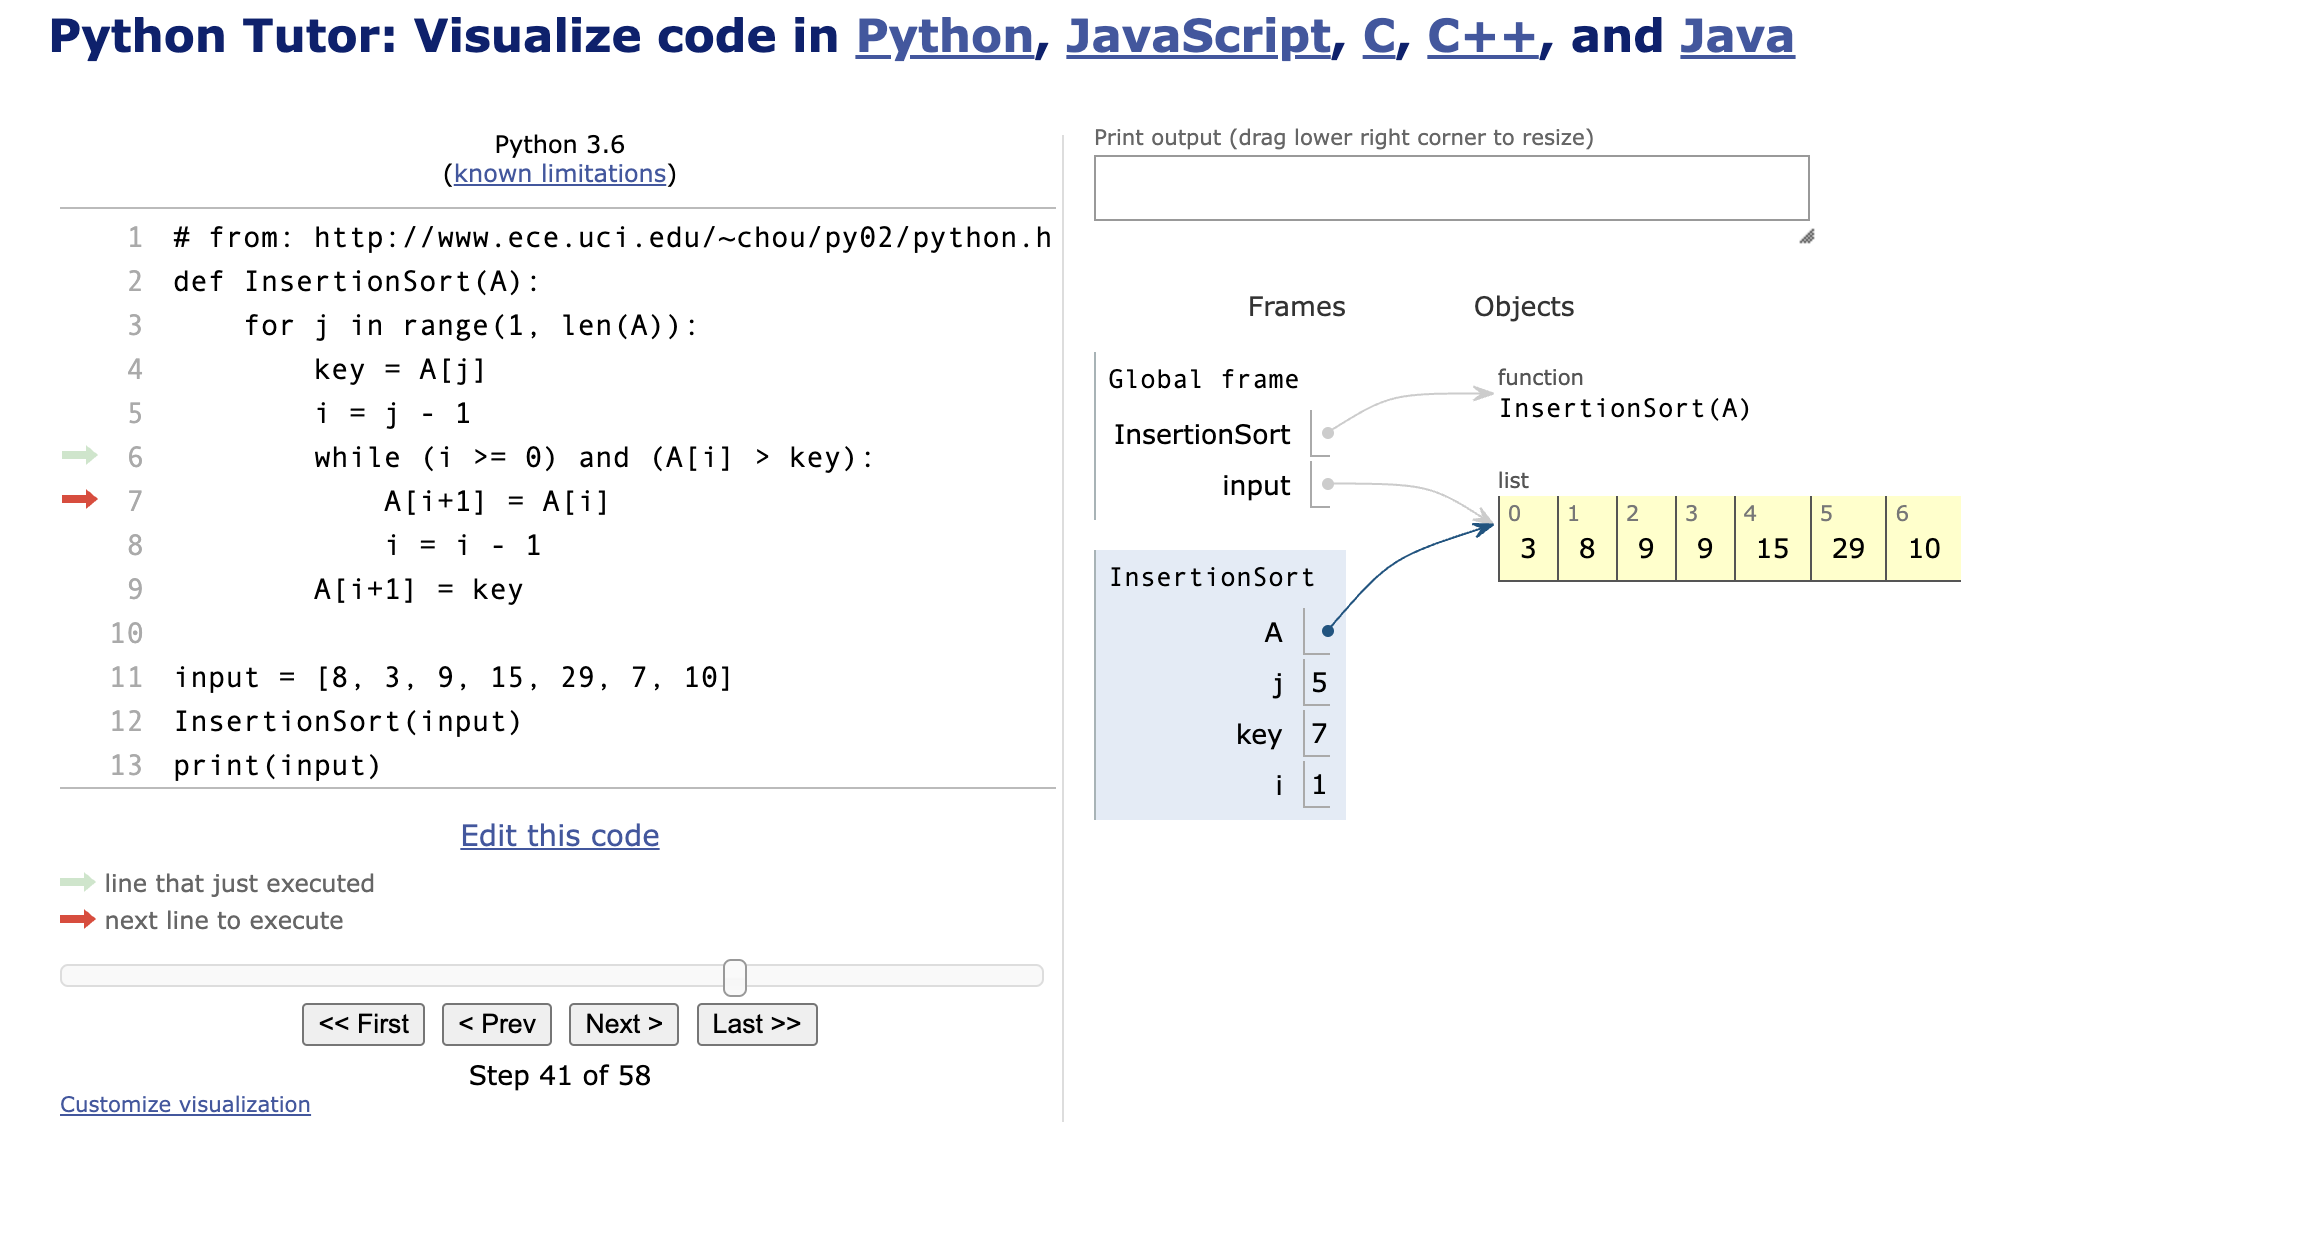 Python Tutor: Visualize code in Python, JavaScript, C, C++, and Java
Python 3.6
(known limitations)
1 # from: http://www.ece.uci.edu/~chou/py02/python.h
2 def InsertionSort(A):
3 for j in range(1, len(A)):
4 key = A[j]
5 i = j - 1
6 while (i >= 0) and (A[i] > key):
7 A[i+1] = A[i]
8 i = i - 1
9 A[i+1] = key
10
11 input = [8, 3, 9, 15, 29, 7, 10]
12 InsertionSort(input)
13 print(input)
Edit this code
line that just executed
next line to execute
<< First < Prev Next > Last >>
Step 41 of 58
Customize visualization
Print output (drag lower right corner to resize)
Frames Objects
Global frame
InsertionSort
input
function
InsertionSort(A)
list
0 1 2 3 4 5 6
3 8 9 9 15 29 10
InsertionSort
A
j 5
key 7
i 1